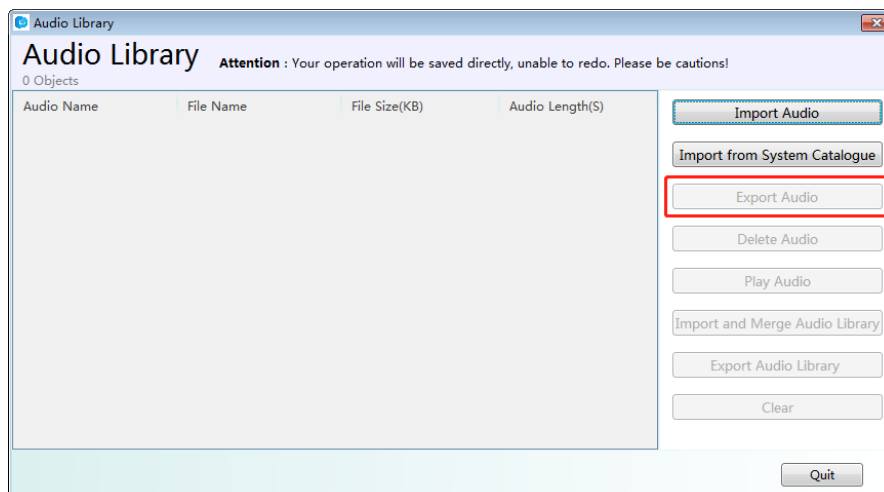 Audio Library
Audio Library Attention : Your operation will be saved directly, unable to redo. Please be cautions!
0 Objects
Audio Name File Name File Size(KB) Audio Length(S)
Import Audio
Import from System Catalogue
Export Audio
Delete Audio
Play Audio
Import and Merge Audio Library
Export Audio Library
Clear
Quit